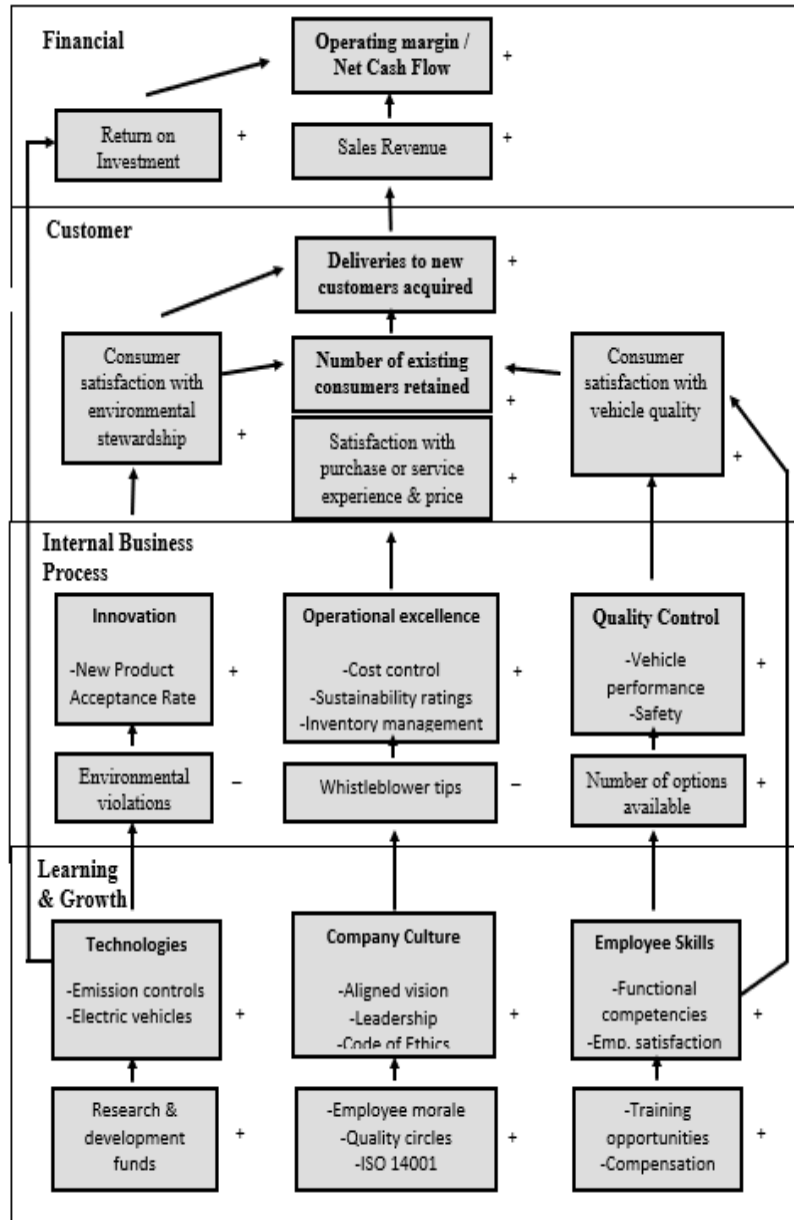 Financial
Operating margin /
Net Cash Flow
+
Return on
Investment
+
Sales Revenue
+
Customer
Deliveries to new
customers acquired
+
Consumer
satisfaction with
environmental
stewardship
+
Number of existing
consumers retained
+
Satisfaction with
purchase or service
experience & price
+
Consumer
satisfaction with
vehicle quality
+
Internal Business
Process
Innovation
-New Product
Acceptance Rate
+
Operational excellence
-Cost control
-Sustainability ratings
-Inventory management
+
Quality Control
-Vehicle
performance
-Safety
+
Environmental
violations
–
Whistleblower tips
–
Number of options
available
+
Learning
& Growth
Technologies
-Emission controls
-Electric vehicles
+
Company Culture
-Aligned vision
-Leadership
-Code of Ethics
+
Employee Skills
-Functional
competencies
-Emp. satisfaction
+
Research &
development
funds
+
-Employee morale
-Quality circles
-ISO 14001
+
-Training
opportunities
-Compensation
+